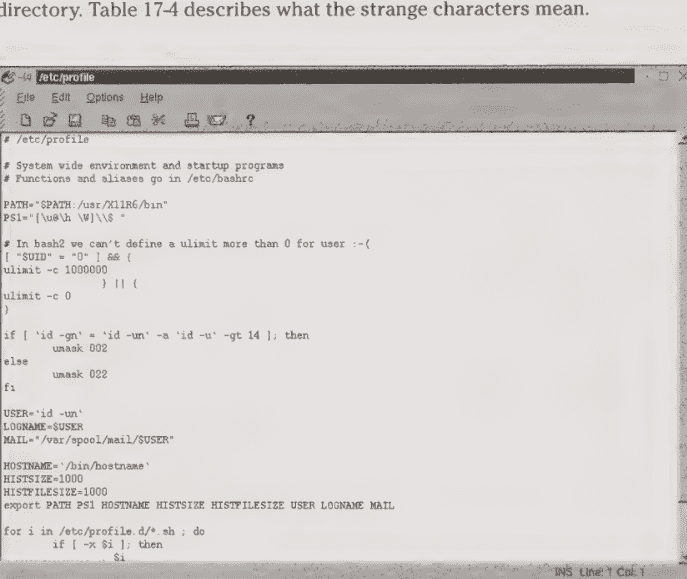 directory. Table 17-4 describes what the strange characters mean.
/etc/profile
File Edit Options Help
?
# /etc/profile
# System wide environment and startup programs
# Functions and aliases go in /etc/bashrc
PATH="$PATH:/usr/X11R6/bin"
PS1="[\u@\h \W]\\$ "
# In bash2 we can't define a ulimit more than 0 for user :-(
[ "$UID" = "0" ] && {
ulimit -c 1000000
} || {
ulimit -c 0
}
if [ `id -gn` = `id -un` -a `id -u` -gt 14 ]; then
umask 002
else
umask 022
fi
USER=`id -un`
LOGNAME=$USER
MAIL="/var/spool/mail/$USER"
HOSTNAME=`/bin/hostname`
HISTSIZE=1000
HISTFILESIZE=1000
export PATH PS1 HOSTNAME HISTSIZE HISTFILESIZE USER LOGNAME MAIL
for i in /etc/profile.d/*.sh ; do
if [ -x $i ]; then
$i
INS Line: 1 Col: 1